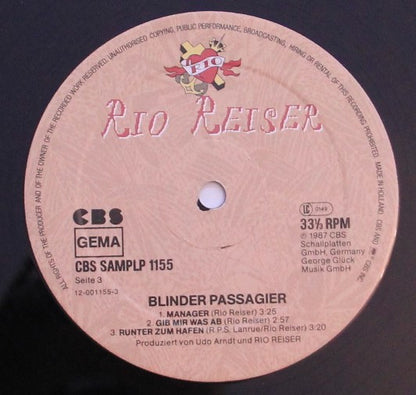 ALL RIGHTS OF THE PRODUCER AND OF THE OWNER OF THE RECORDED WORK RESERVED. UNAUTHORISED COPYING, PUBLIC PERFORMANCE, BROADCASTING, HIRING OR RENTAL OF THIS RECORDING PROHIBITED. MADE IN HOLLAND.
RIO
RIO REISER
CBS
GEMA
CBS SAMPLP 1155
Seite 3
12-001155-3
LC 0149
33⅓ RPM
℗ 1987 CBS
Schallplatten
GmbH, Germany
George Glück
Musik GmbH
BLINDER PASSAGIER
1. MANAGER (Rio Reiser) 3:25
2. GIB MIR WAS AB (Rio Reiser) 2:57
3. RUNTER ZUM HAFEN (R.P.S. Lanrue/Rio Reiser) 3:20
Produziert von Udo Arndt und RIO REISER